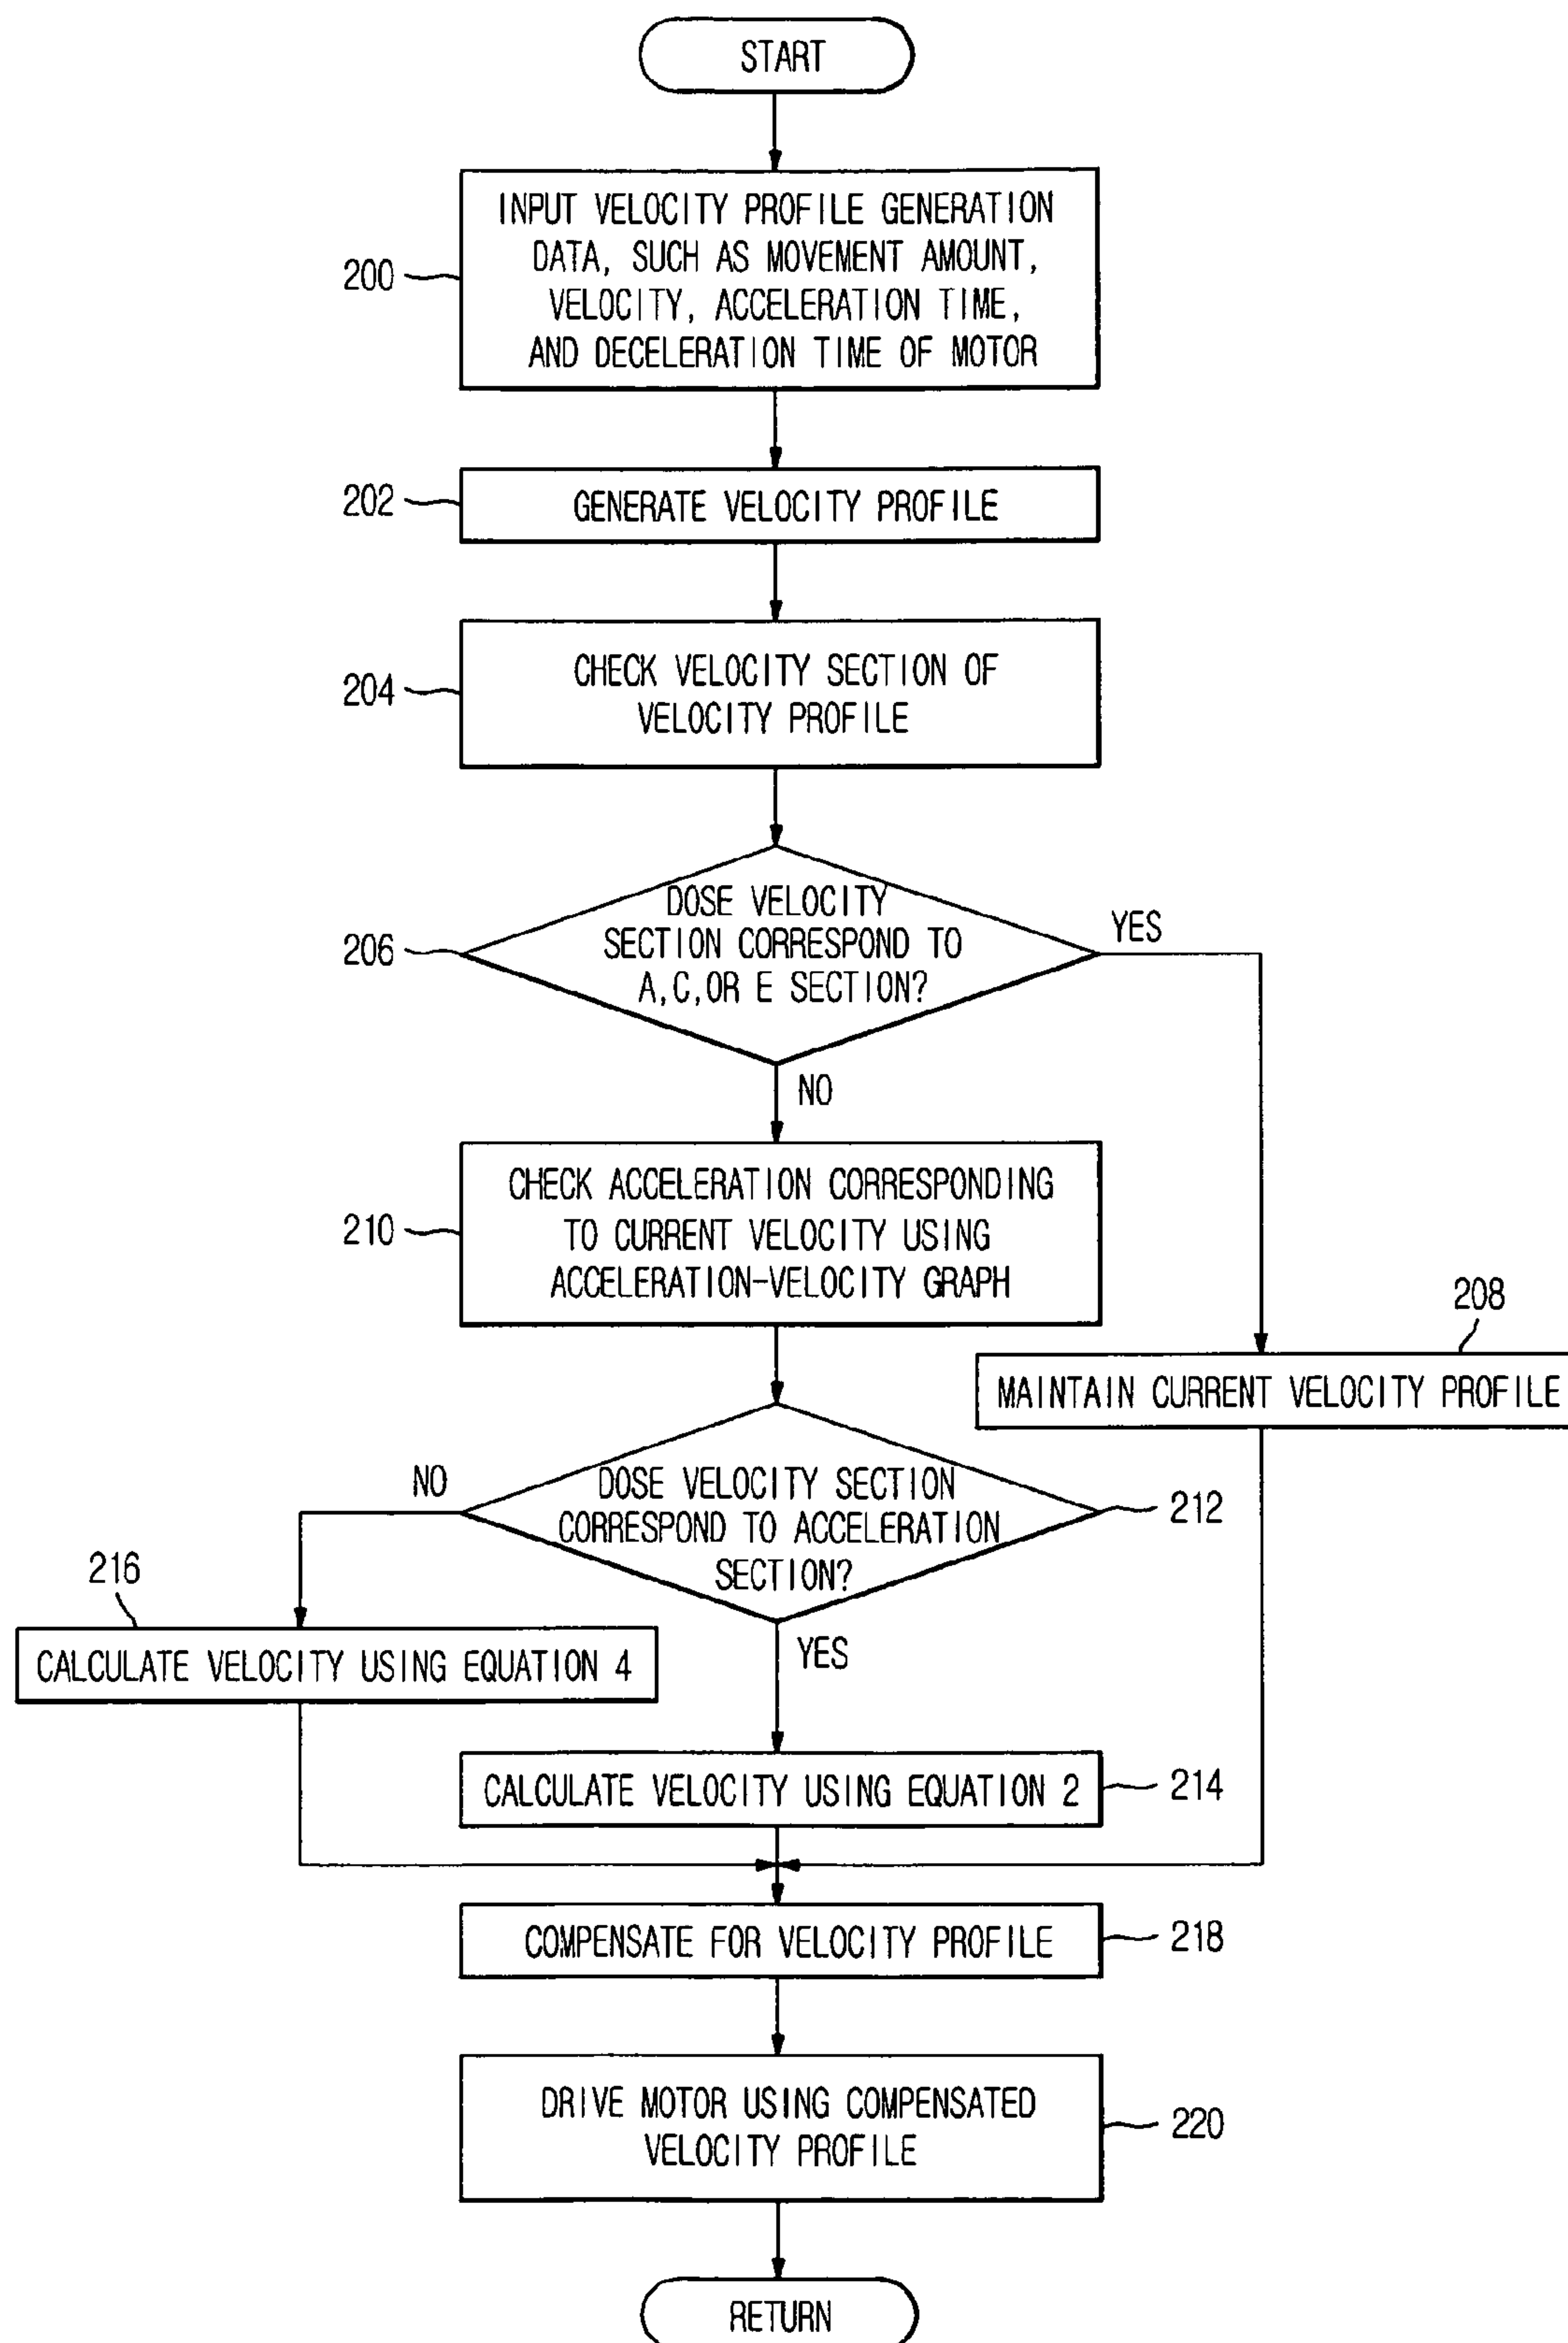 START
INPUT VELOCITY PROFILE GENERATION
DATA, SUCH AS MOVEMENT AMOUNT,
VELOCITY, ACCELERATION TIME,
AND DECELERATION TIME OF MOTOR
200
GENERATE VELOCITY PROFILE
202
CHECK VELOCITY SECTION OF
VELOCITY PROFILE
204
DOSE VELOCITY
SECTION CORRESPOND TO
A, C, OR E SECTION?
206
YES
NO
CHECK ACCELERATION CORRESPONDING
TO CURRENT VELOCITY USING
ACCELERATION-VELOCITY GRAPH
210
208
MAINTAIN CURRENT VELOCITY PROFILE
DOSE VELOCITY SECTION
CORRESPOND TO ACCELERATION
SECTION?
212
NO
YES
216
CALCULATE VELOCITY USING EQUATION 4
CALCULATE VELOCITY USING EQUATION 2
214
COMPENSATE FOR VELOCITY PROFILE
218
DRIVE MOTOR USING COMPENSATED
VELOCITY PROFILE
220
RETURN